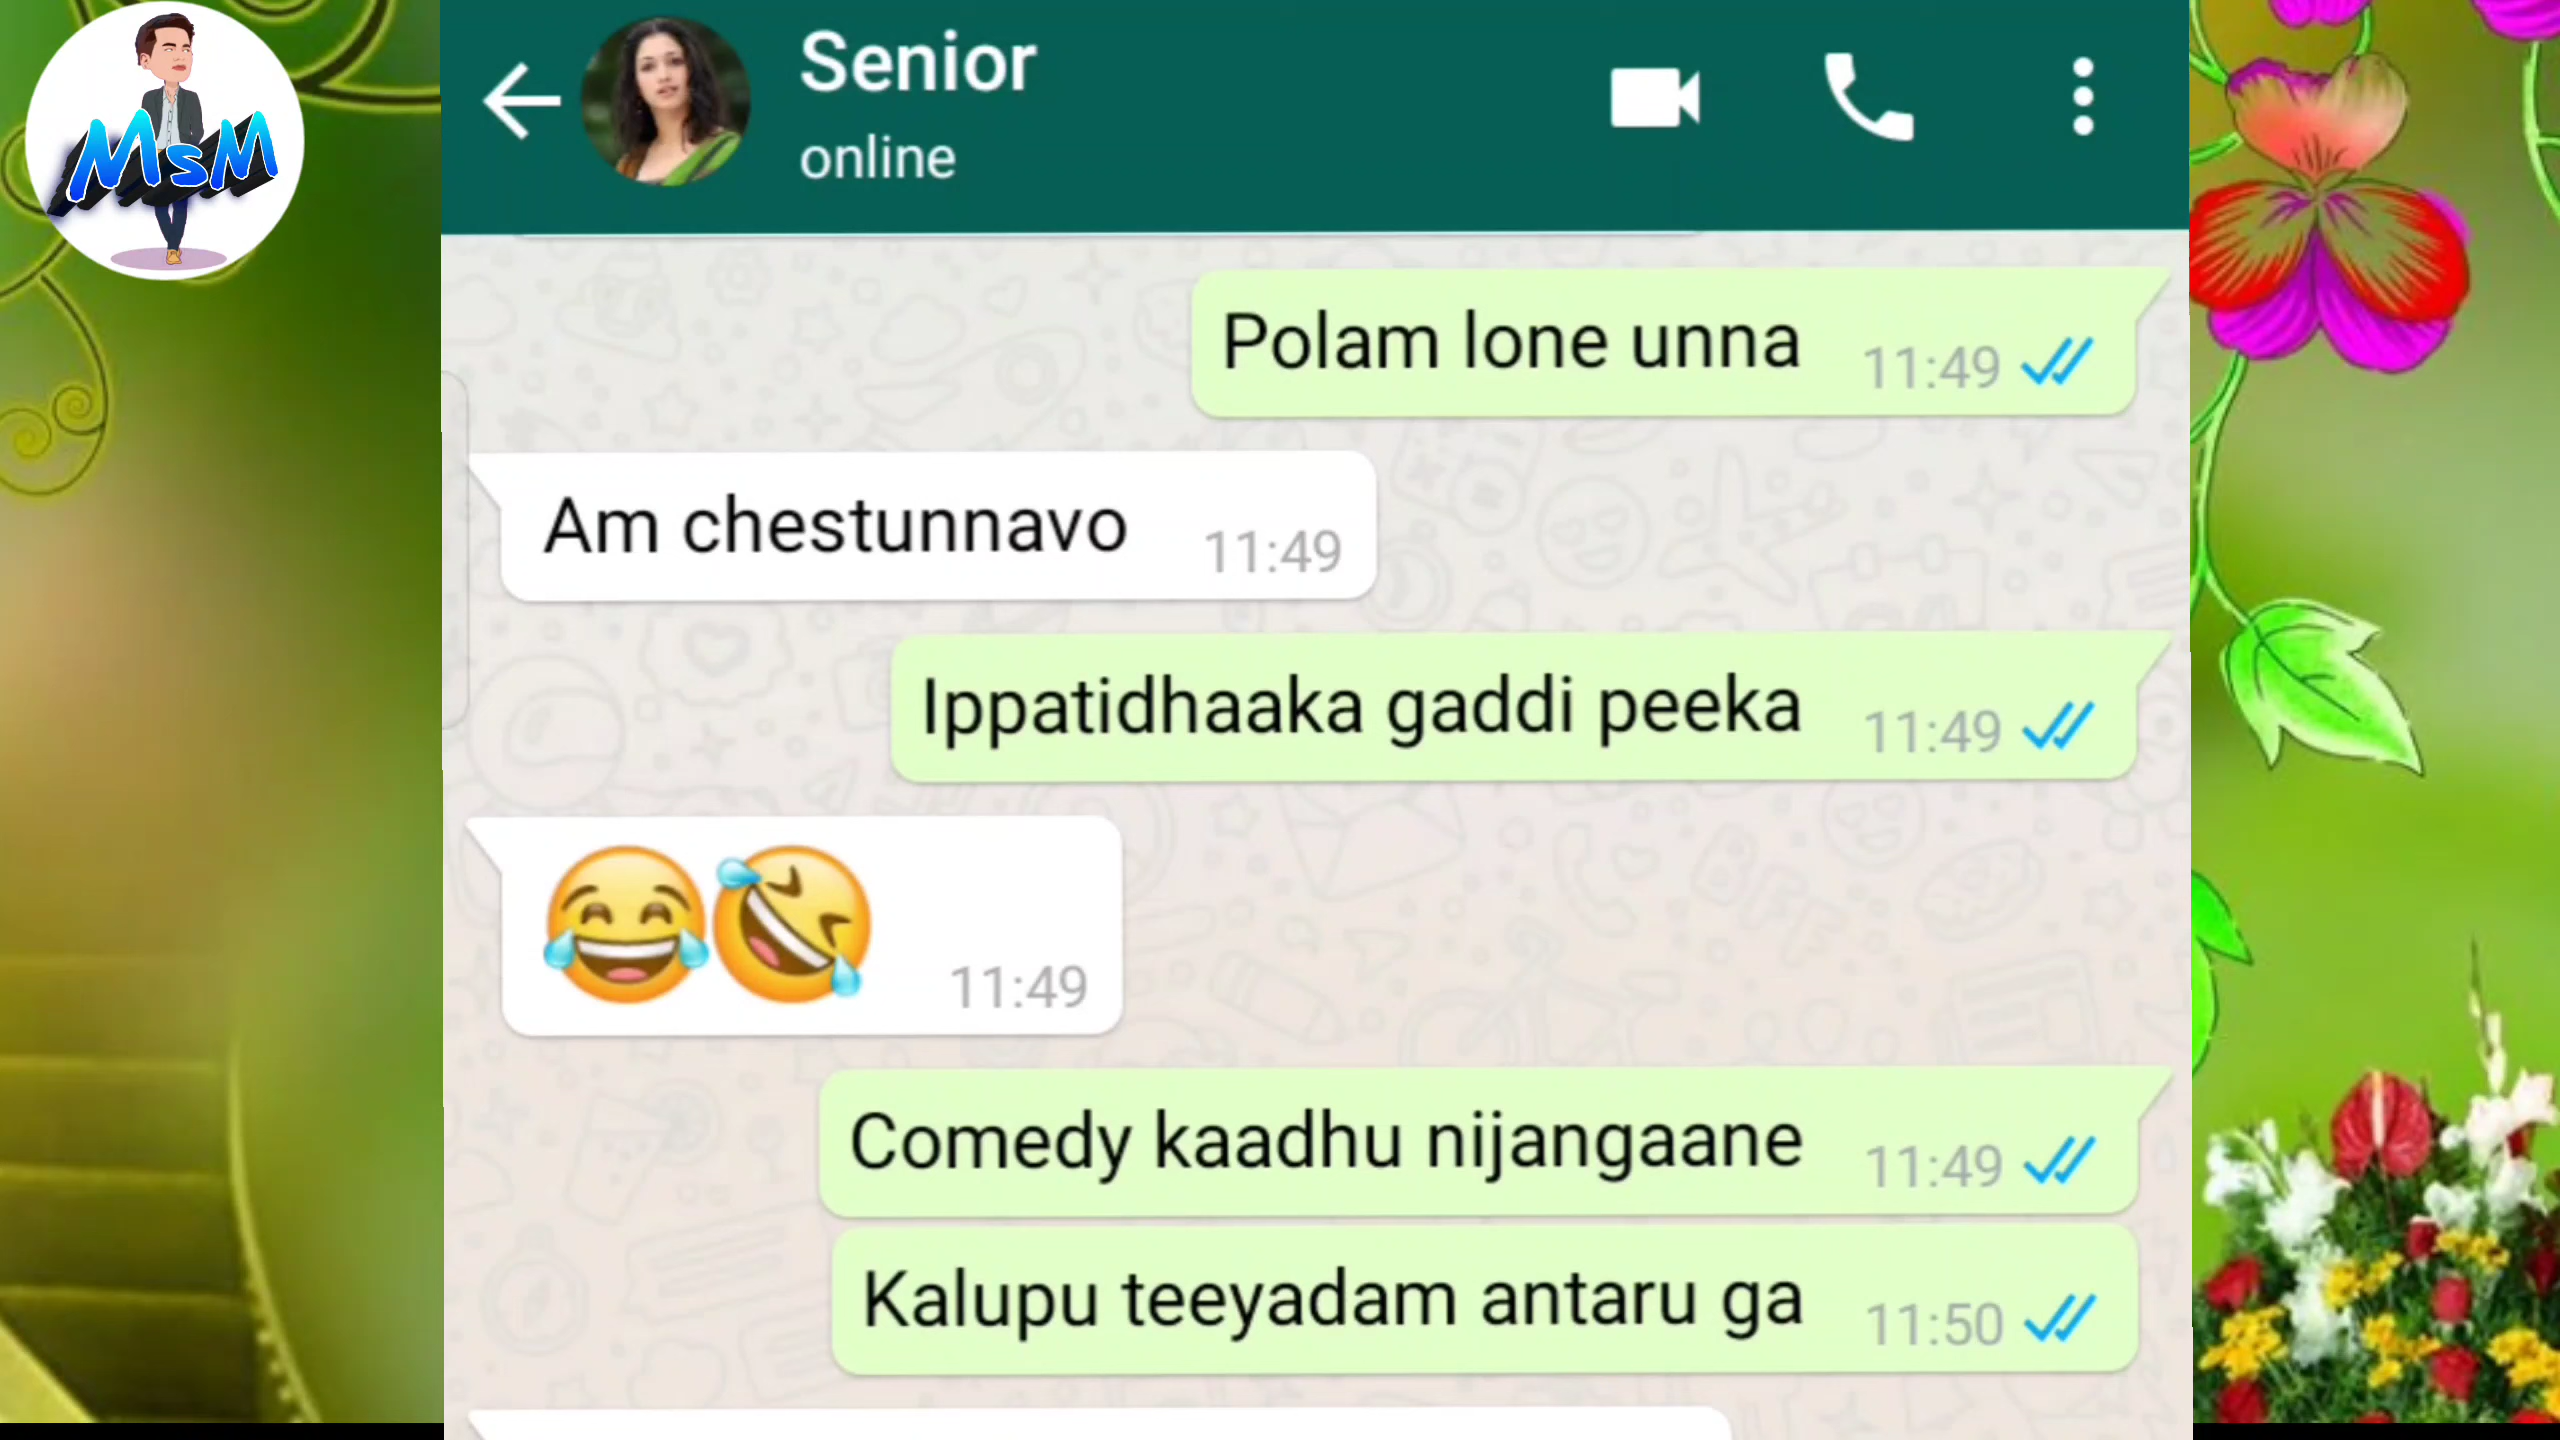 MsM
Senior
online
Polam lone unna 11:49
Am chestunnavo 11:49
Ippatidhaaka gaddi peeka 11:49
😂🤣 11:49
Comedy kaadhu nijangaane 11:49
Kalupu teeyadam antaru ga 11:50